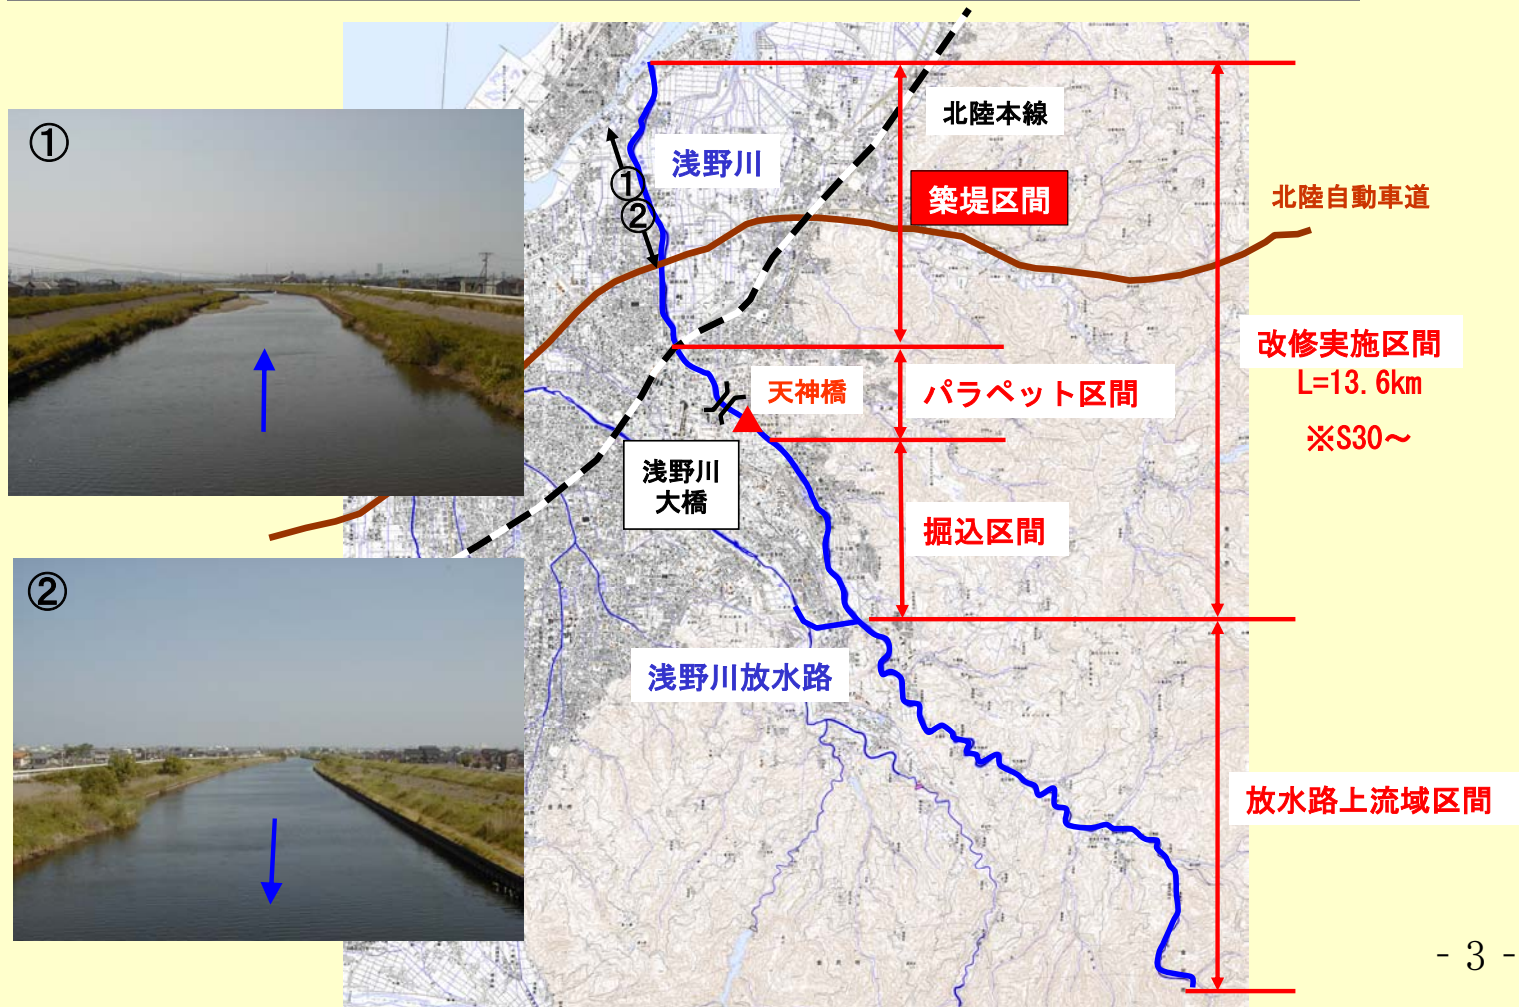 ①
北陸本線
浅野川
①
②
築堤区間
北陸自動車道
改修実施区間
L=13.6km
※S30～
天神橋
パラペット区間
浅野川
大橋
掘込区間
②
浅野川放水路
放水路上流域区間
- 3 -